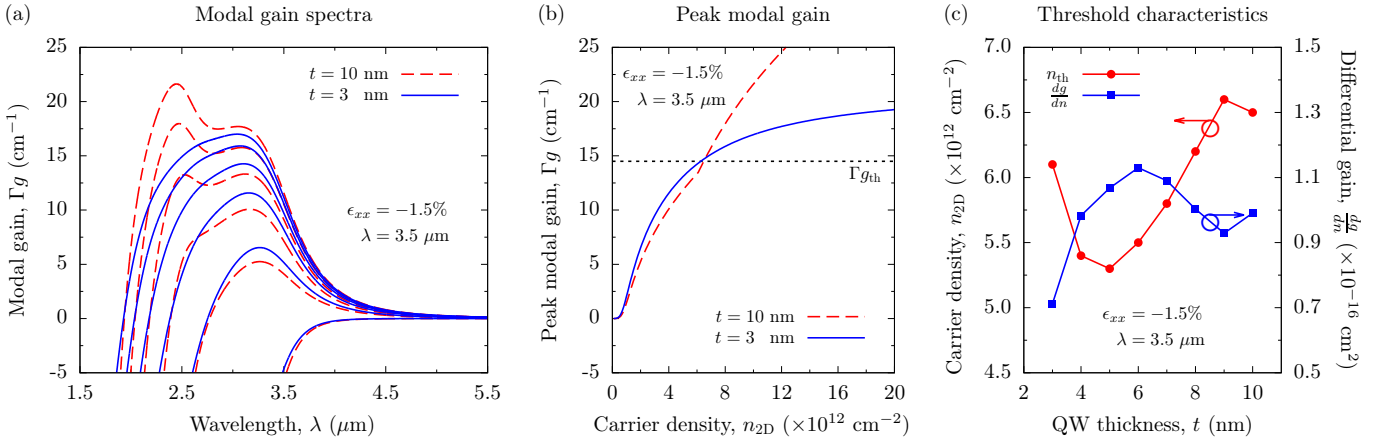 (a) Modal gain spectra
25
20
15
10
5
0
-5
Modal gain, Γg (cm⁻¹)
t = 10 nm
t = 3 nm
ϵxx = −1.5%
λ = 3.5 μm
1.5 2.5 3.5 4.5 5.5
Wavelength, λ (μm)
(b) Peak modal gain
25
20
15
10
5
0
-5
Peak modal gain, Γg (cm⁻¹)
ϵxx = −1.5%
λ = 3.5 μm
Γgth
t = 10 nm
t = 3 nm
0 4 8 12 16 20
Carrier density, n2D (×10¹² cm⁻²)
(c) Threshold characteristics
7.0
6.5
6.0
5.5
5.0
4.5
Carrier density, n2D (×10¹² cm⁻²)
nth
dg/dn
ϵxx = −1.5%
λ = 3.5 μm
1.5
1.3
1.1
0.9
0.7
0.5
Differential gain, dg/dn (×10⁻¹⁶ cm²)
2 4 6 8 10
QW thickness, t (nm)